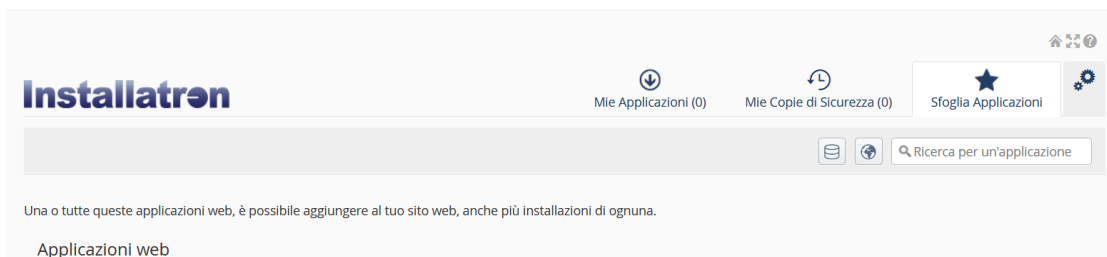 Installatron
Mie Applicazioni (0)
Mie Copie di Sicurezza (0)
Sfoglia Applicazioni
Ricerca per un'applicazione
Una o tutte queste applicazioni web, è possibile aggiungere al tuo sito web, anche più installazioni di ognuna.
Applicazioni web